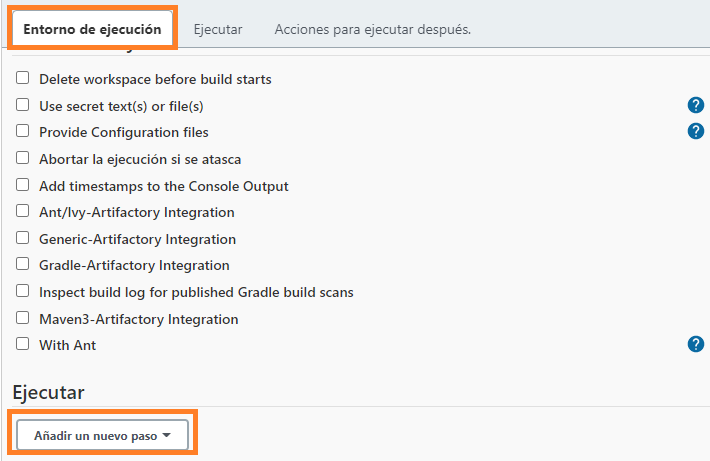 Entorno de ejecución
Ejecutar
Acciones para ejecutar después.
Delete workspace before build starts
Use secret text(s) or file(s)
?
Provide Configuration files
?
Abortar la ejecución si se atasca
Add timestamps to the Console Output
Ant/Ivy-Artifactory Integration
Generic-Artifactory Integration
Gradle-Artifactory Integration
Inspect build log for published Gradle build scans
Maven3-Artifactory Integration
With Ant
?
Ejecutar
Añadir un nuevo paso